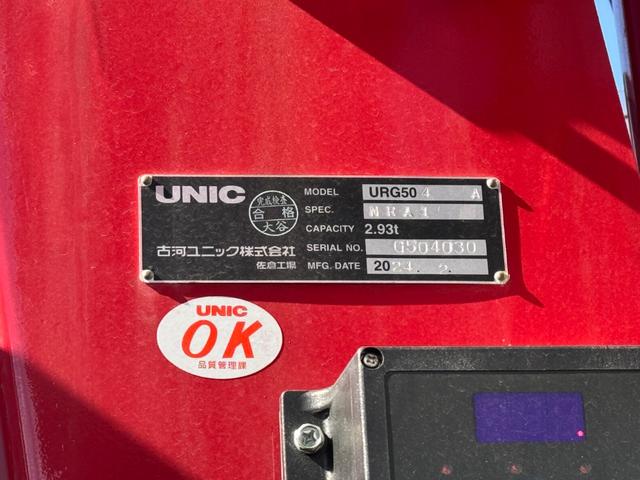 UNIC
完成検査
合格
大谷
古河ユニック株式会社
佐倉工場
MODEL URG504 A
SPEC.
CAPACITY 2.93t
SERIAL NO. G504030
MFG. DATE
UNIC
OK
品質管理課